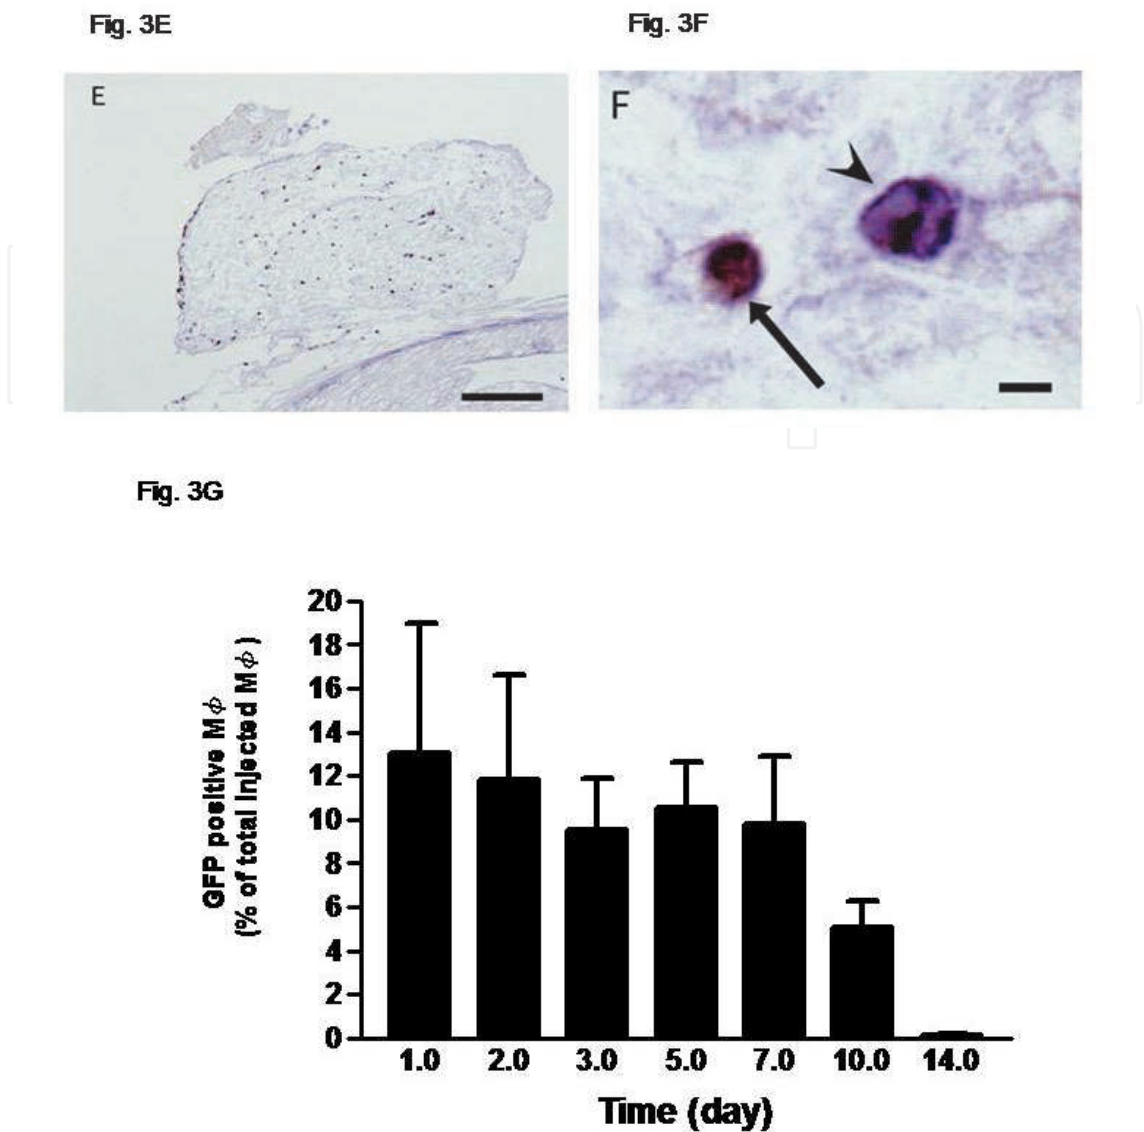 Fig. 3E
Fig. 3F
E
F
Fig. 3G
GFP positive Mϕ
(% of total Injected Mϕ)
20
18
16
14
12
10
8
6
4
2
0
1.0 2.0 3.0 5.0 7.0 10.0 14.0
Time (day)